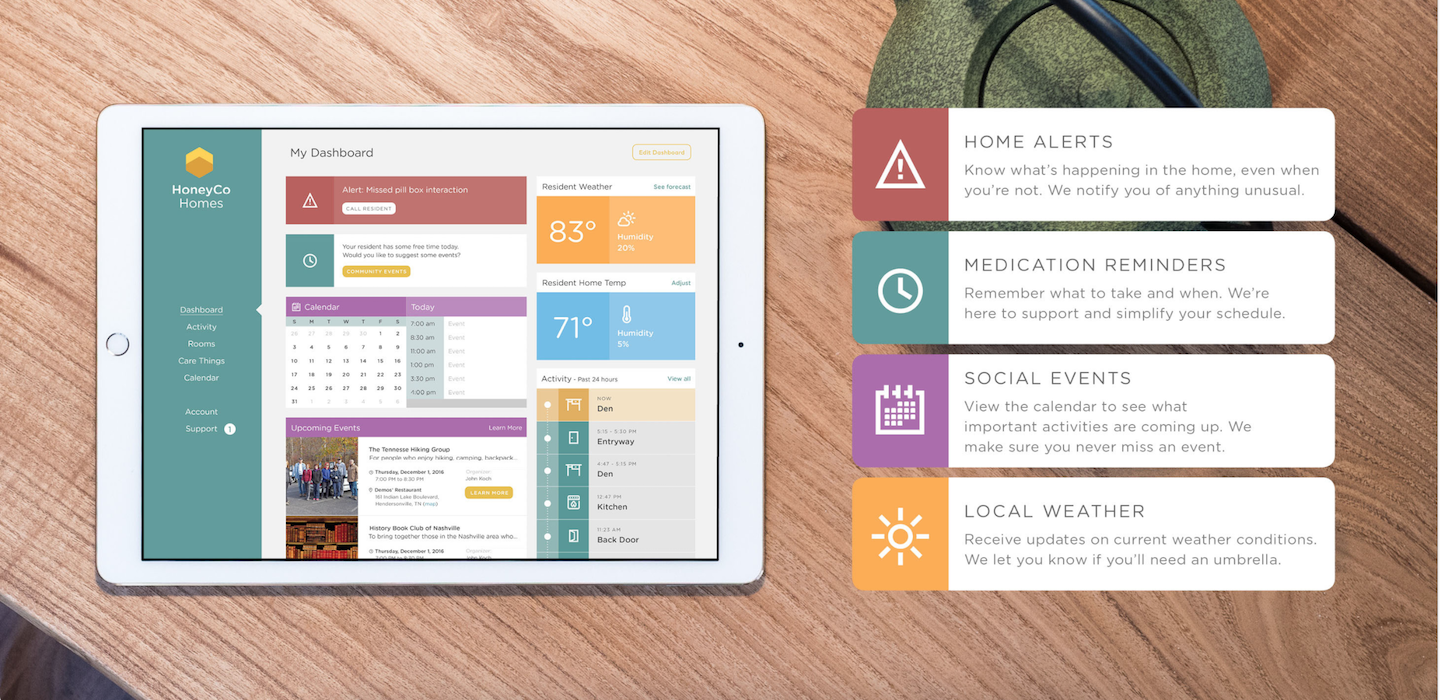 HoneyCo
Homes
Dashboard
Activity
Rooms
Care Things
Calendar
Account
Support 1
My Dashboard
Edit Dashboard
Alert: Missed pill box interaction
CALL RESIDENT
Your resident has some free time today.
Would you like to suggest some events?
COMMUNITY EVENTS
Calendar
S M T W T F S
26 27 28 29 30 1 2
3 4 5 6 7 8 9
10 11 12 13 14 15 16
17 18 19 20 21 22 23
24 25 26 27 28 29 30
31 1 2 3 4 5 6
Today
7:00 am Event
8:30 am Event
11:00 am Event
1:00 pm Event
3:30 pm Event
4:00 pm Event
Upcoming Events Learn More
The Tennesse Hiking Group
For people who enjoy hiking, camping, backpack...
Thursday, December 1, 2016
7:00 PM to 8:30 PM
Organizer:
John Koch
Demos' Restaurant
161 Indian Lake Boulevard,
Hendersonville, TN (map)
LEARN MORE
History Book Club of Nashville
To bring together those in the Nashville area who...
Thursday, December 1, 2016
7:00 PM to 8:30 PM
Organizer:
John Koch
Resident Weather See forecast
83°
Humidity
20%
Resident Home Temp Adjust
71°
Humidity
5%
Activity - Past 24 hours View all
NOW
Den
5:15 - 5:30 PM
Entryway
4:47 - 5:15 PM
Den
12:47 PM
Kitchen
11:23 AM
Back Door
HOME ALERTS
Know what's happening in the home, even when
you're not. We notify you of anything unusual.
MEDICATION REMINDERS
Remember what to take and when. We're
here to support and simplify your schedule.
SOCIAL EVENTS
View the calendar to see what
important activities are coming up. We
make sure you never miss an event.
LOCAL WEATHER
Receive updates on current weather conditions.
We let you know if you'll need an umbrella.